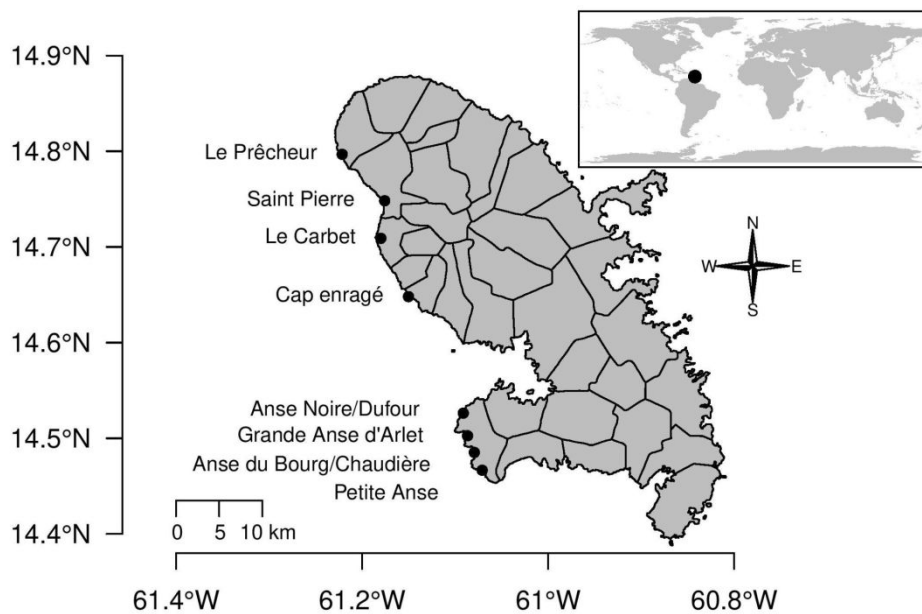 14.9°N
14.8°N
14.7°N
14.6°N
14.5°N
14.4°N
Le Prêcheur
Saint Pierre
Le Carbet
Cap enragé
Anse Noire/Dufour
Grande Anse d'Arlet
Anse du Bourg/Chaudière
Petite Anse
N
W E
S
0 5 10 km
61.4°W 61.2°W 61°W 60.8°W